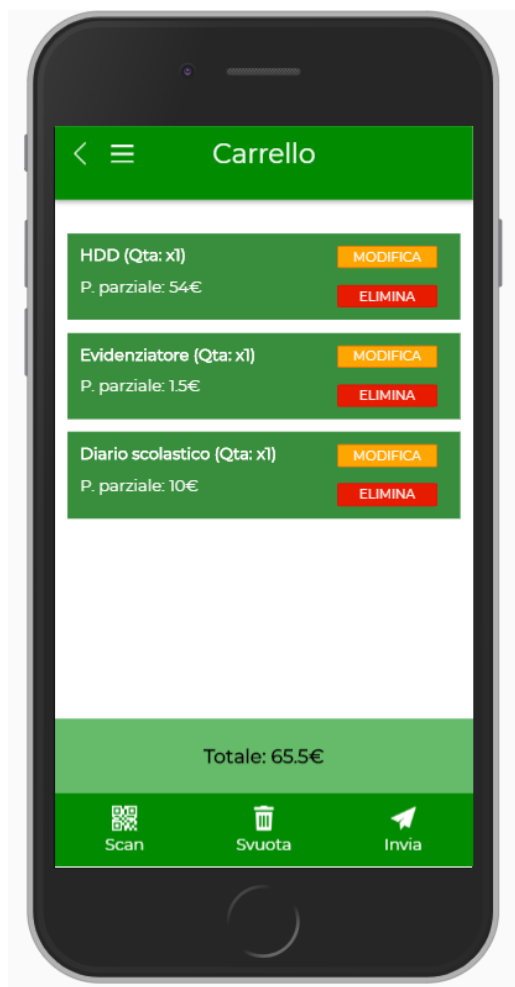 Carrello
HDD (Qta: x1)
MODIFICA
P. parziale: 54€
ELIMINA
Evidenziatore (Qta: x1)
MODIFICA
P. parziale: 1.5€
ELIMINA
Diario scolastico (Qta: x1)
MODIFICA
P. parziale: 10€
ELIMINA
Totale: 65.5€
Scan
Svuota
Invia